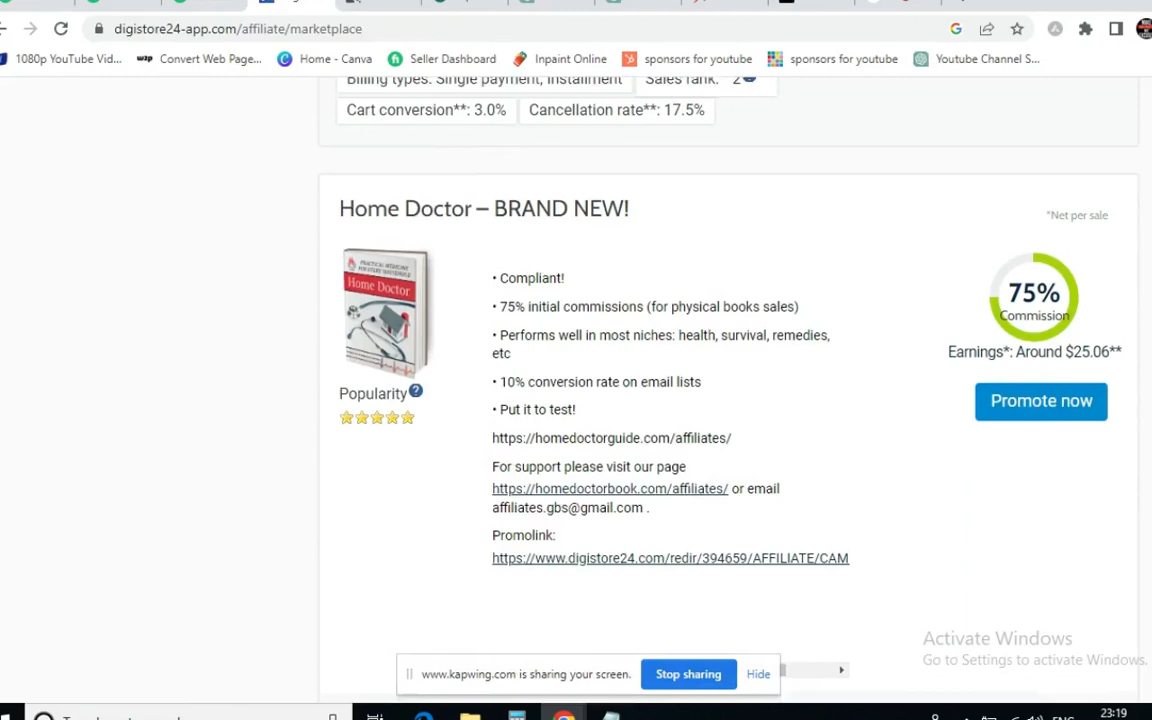 digistore24-app.com/affiliate/marketplace
1080p YouTube Vid...
Convert Web Page...
Home - Canva
Seller Dashboard
Inpaint Online
sponsors for youtube
sponsors for youtube
Youtube Channel S...
Billing types: Single payment, Installment
Sales rank: 2
Cart conversion**: 3.0%
Cancellation rate**: 17.5%
Home Doctor – BRAND NEW!
*Net per sale
PRACTICAL MEDICINE
FOR EVERY HOUSEHOLD
Home Doctor
Popularity ?
• Compliant!
• 75% initial commissions (for physical books sales)
• Performs well in most niches: health, survival, remedies,
etc
• 10% conversion rate on email lists
• Put it to test!
https://homedoctorguide.com/affiliates/
For support please visit our page
https://homedoctorbook.com/affiliates/ or email
affiliates.gbs@gmail.com .
Promolink:
https://www.digistore24.com/redir/394659/AFFILIATE/CAM
75%
Commission
Earnings*: Around $25.06**
Promote now
Activate Windows
Go to Settings to activate Windows.
www.kapwing.com is sharing your screen.
Stop sharing
Hide
23:19